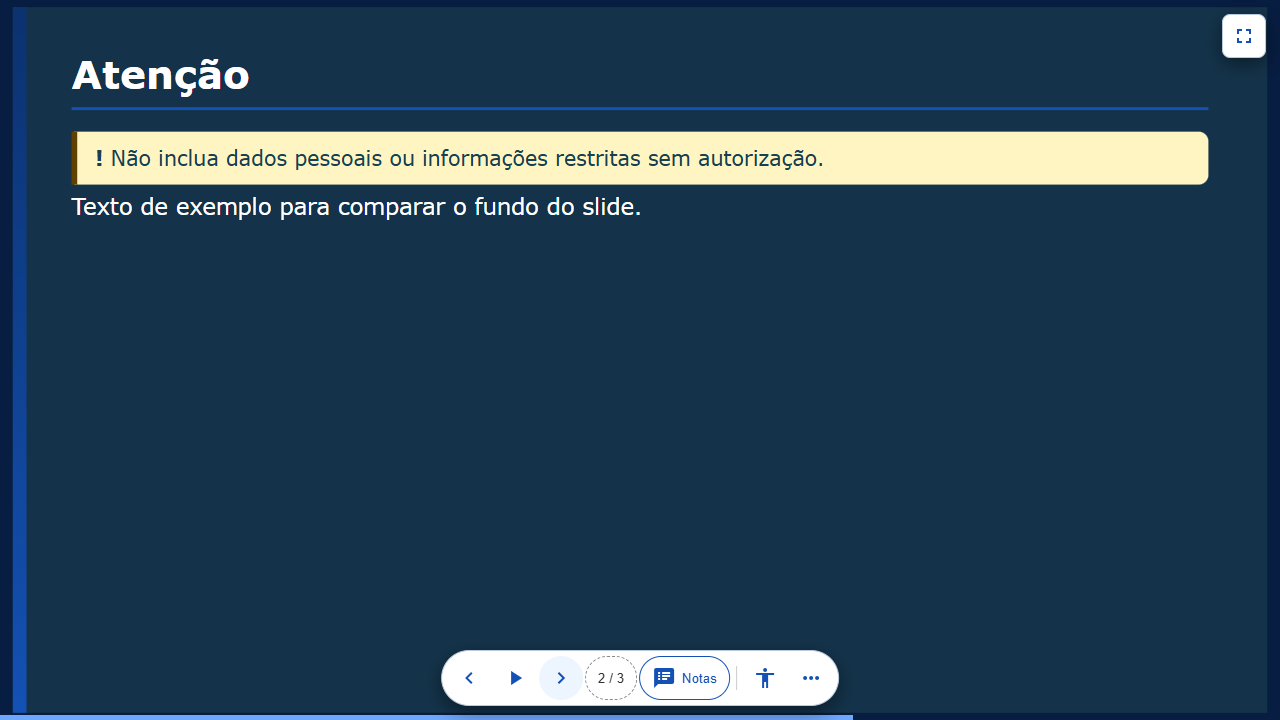 Atenção
! Não inclua dados pessoais ou informações restritas sem autorização.
Texto de exemplo para comparar o fundo do slide.
2 / 3
Notas